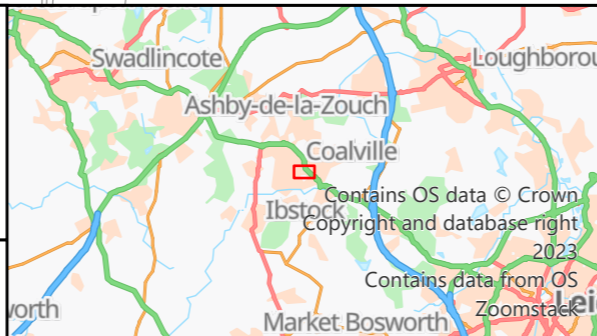 Swadlincote
Loughborou
Ashby-de-la-Zouch
Coalville
Contains OS data © Crown
Ibstock
Copyright and database right
2023
Contains data from OS
worth
Lei
Zoomstack
Market Bosworth